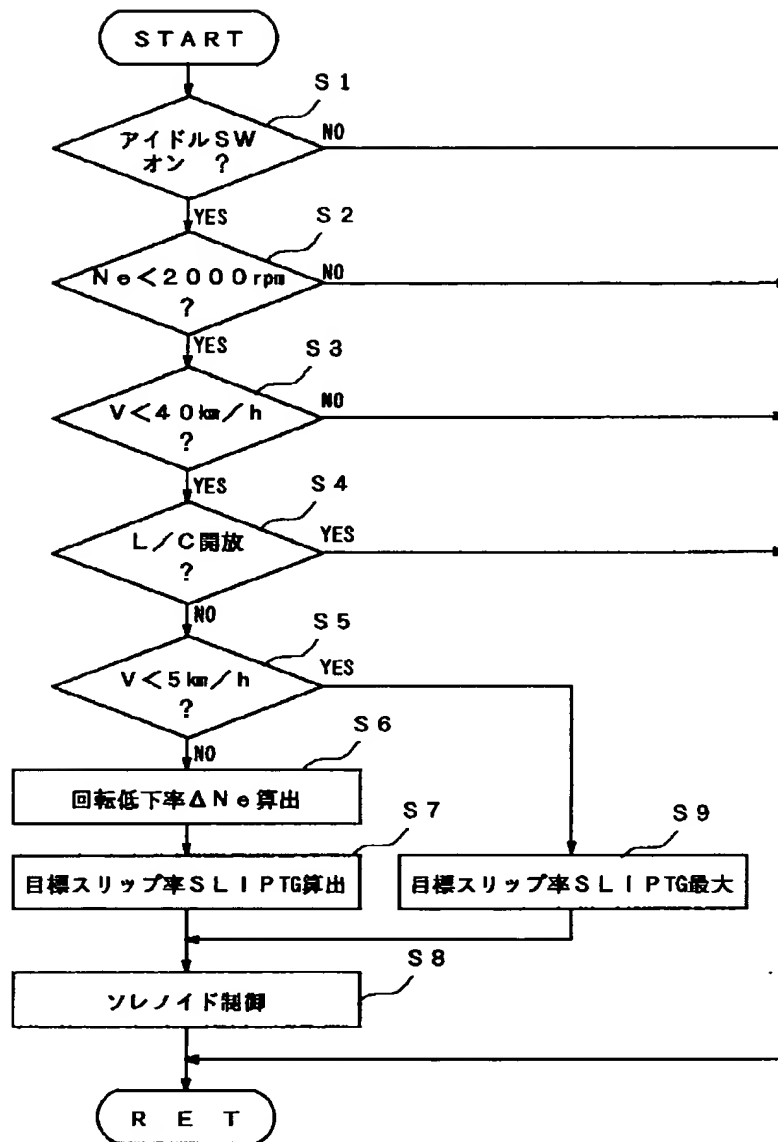 START
S1
アイドルSW
オン ?
NO
YES
S2
Ne<2000rpm
?
NO
YES
S3
V<40km/h
?
NO
YES
S4
L/C開放
?
YES
NO
S5
V<5km/h
?
YES
NO
S6
回転低下率ΔNe算出
S7
目標スリップ率SLIPTG算出
S9
目標スリップ率SLIPTG最大
S8
ソレノイド制御
RET